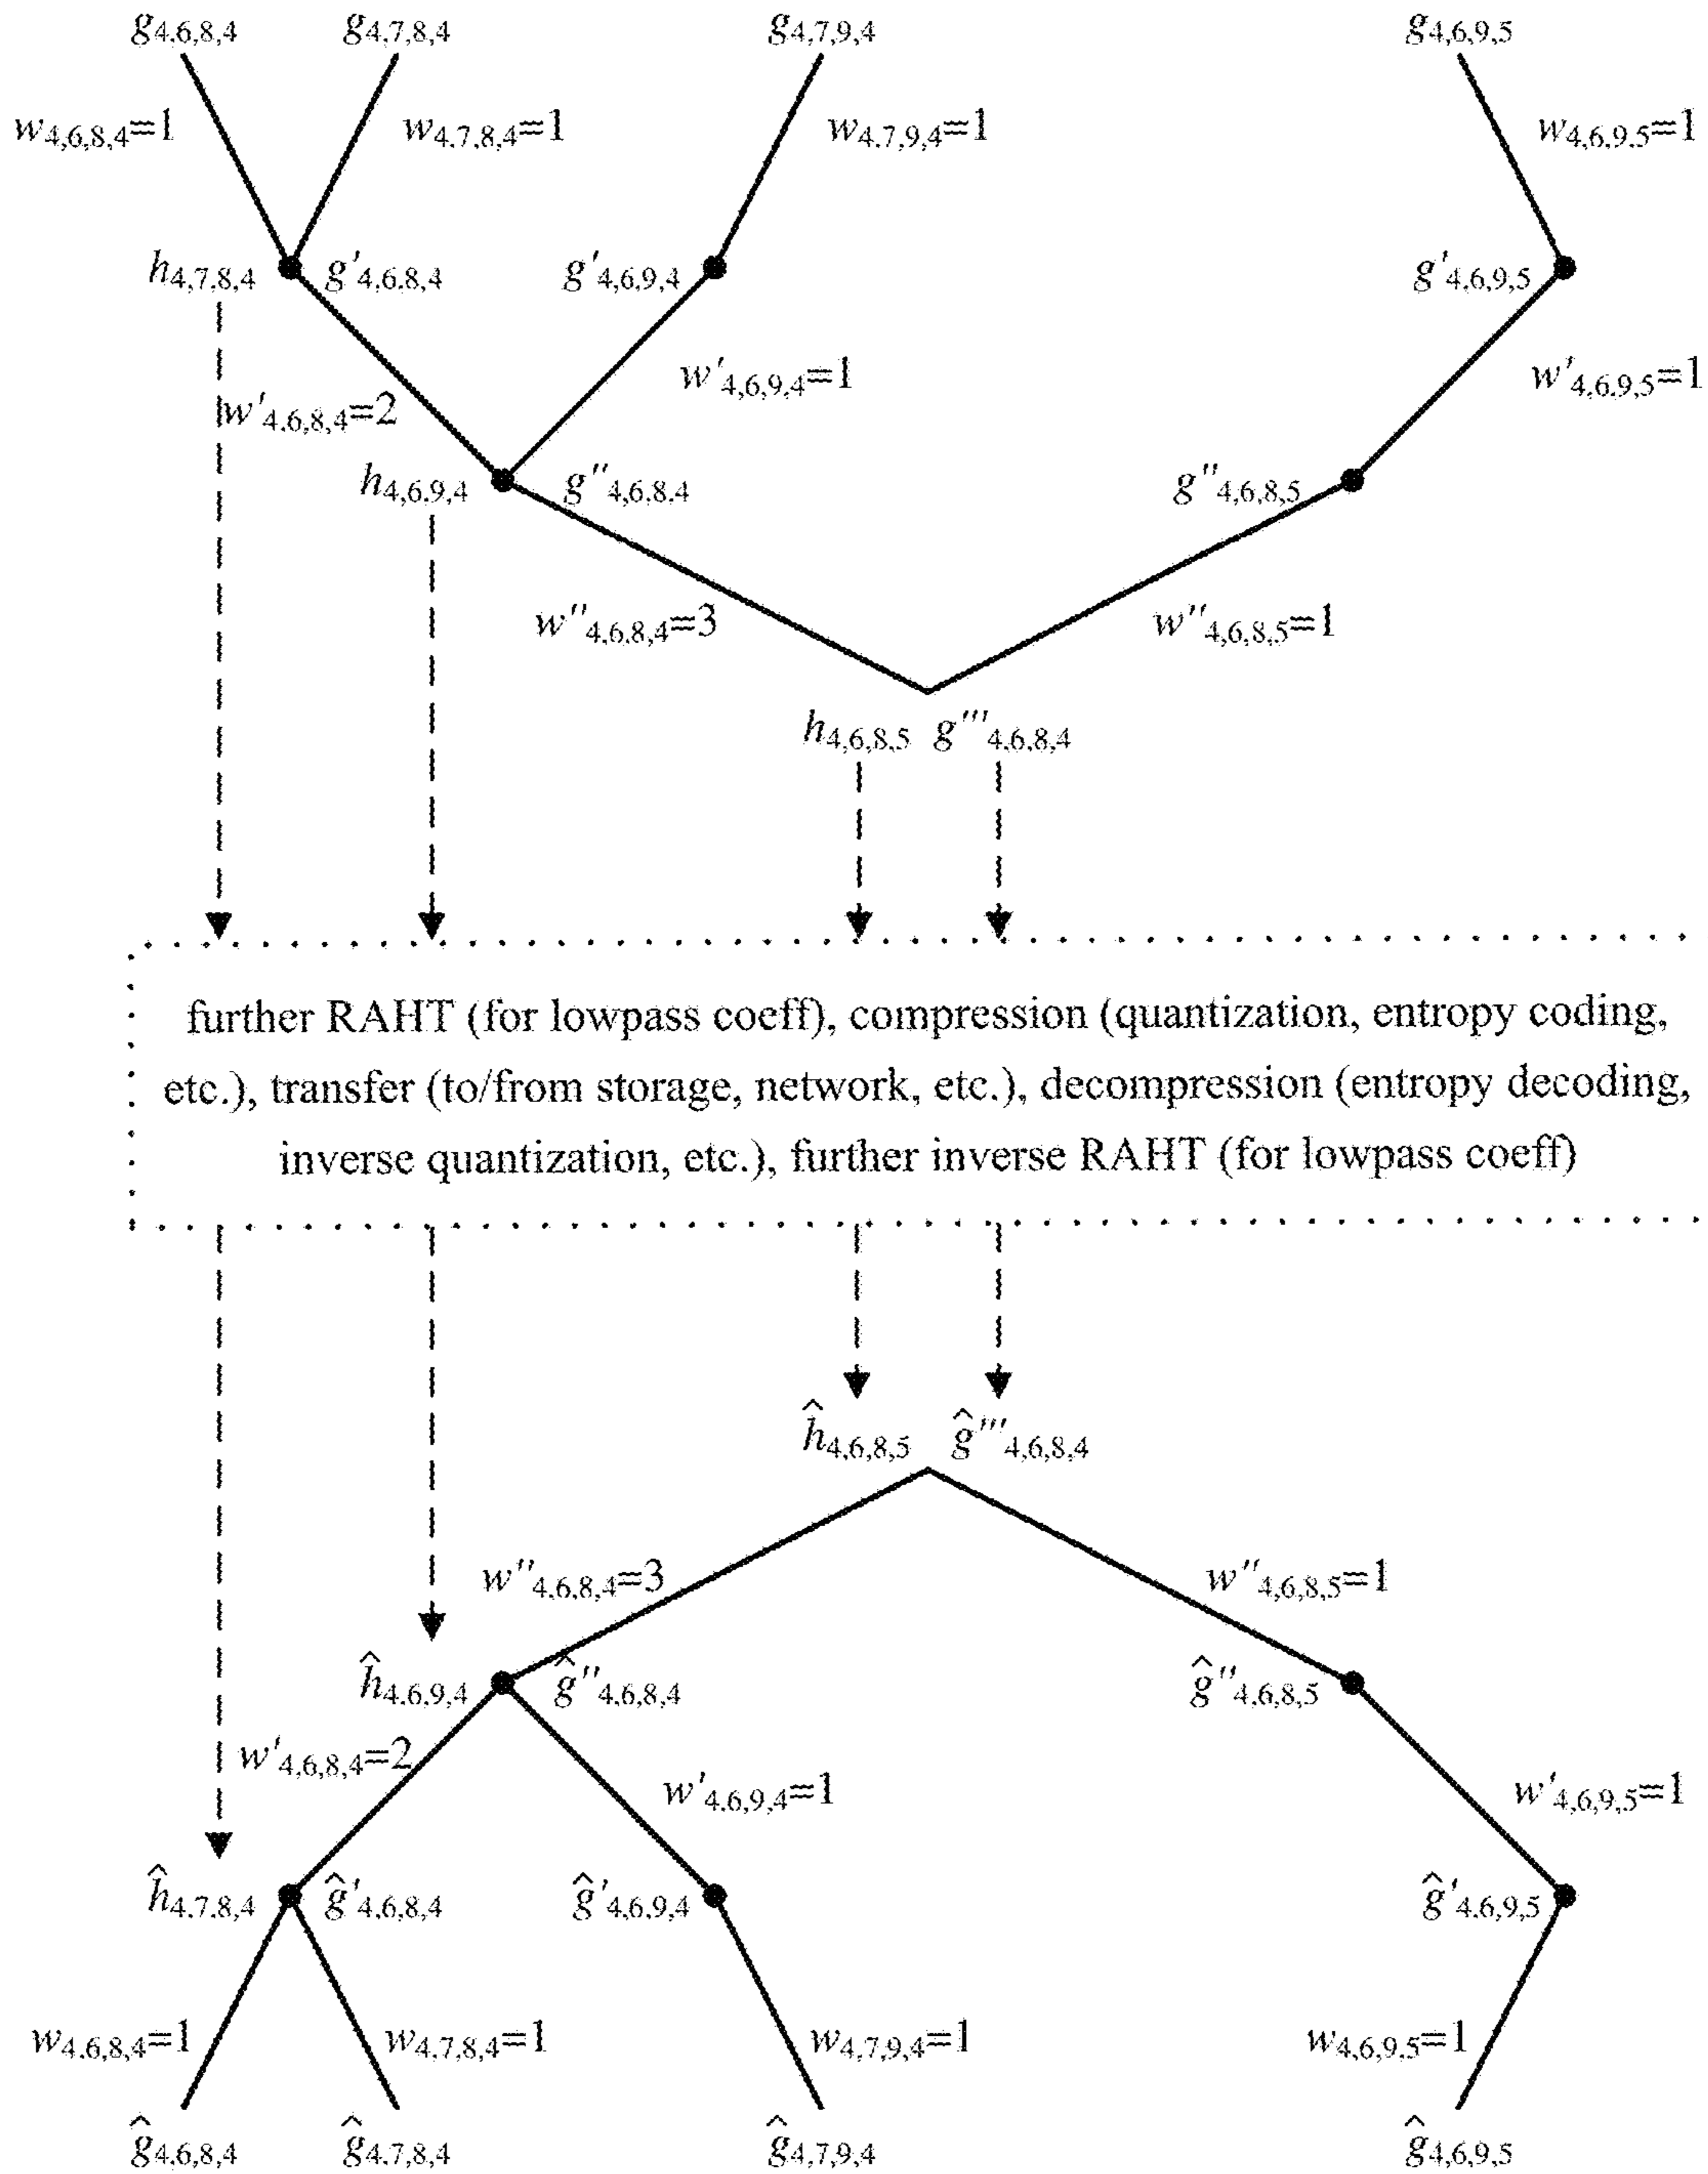 g4,6,8,4 g4,7,8,4 g4,7,9,4 g4,6,9,5
w4,6,8,4=1 w4,7,8,4=1 w4,7,9,4=1 w4,6,9,5=1
h4,7,8,4 g'4,6,8,4 g'4,6,9,4 g'4,6,9,5
w'4,6,8,4=2 w'4,6,9,4=1 w'4,6,9,5=1
h4,6,9,4 g''4,6,8,4 g''4,6,8,5
w''4,6,8,4=3 w''4,6,8,5=1
h4,6,8,5 g'''4,6,8,4
further RAHT (for lowpass coeff), compression (quantization, entropy coding,
etc.), transfer (to/from storage, network, etc.), decompression (entropy decoding,
inverse quantization, etc.), further inverse RAHT (for lowpass coeff)
ĥ4,6,8,5 ĝ'''4,6,8,4
w''4,6,8,4=3 w''4,6,8,5=1
ĥ4,6,9,4 ĝ''4,6,8,4 ĝ''4,6,8,5
w'4,6,8,4=2 w'4,6,9,4=1 w'4,6,9,5=1
ĥ4,7,8,4 ĝ'4,6,8,4 ĝ'4,6,9,4 ĝ'4,6,9,5
w4,6,8,4=1 w4,7,8,4=1 w4,7,9,4=1 w4,6,9,5=1
ĝ4,6,8,4 ĝ4,7,8,4 ĝ4,7,9,4 ĝ4,6,9,5